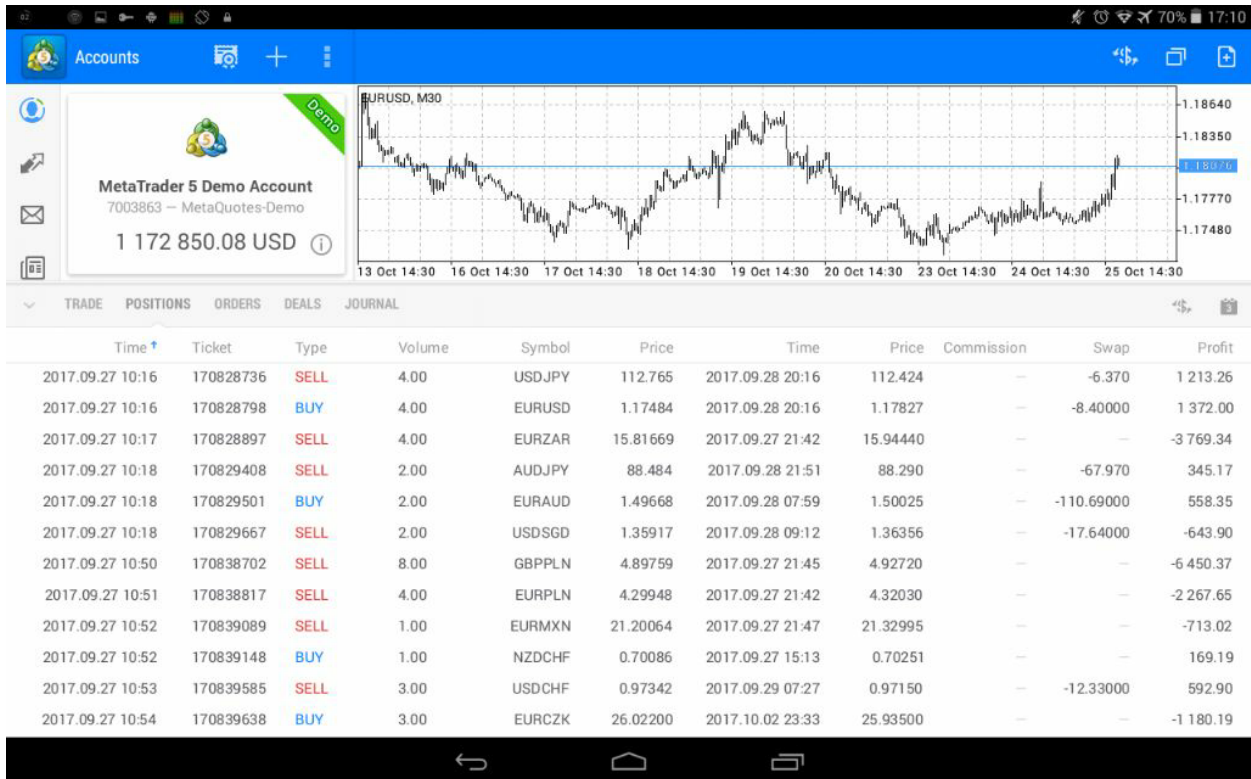 70% 17:10
Accounts
Demo
MetaTrader 5 Demo Account
7003863 — MetaQuotes-Demo
1 172 850.08 USD
EURUSD, M30
1.18640
1.18350
1.18076
1.17770
1.17480
13 Oct 14:30 16 Oct 14:30 17 Oct 14:30 18 Oct 14:30 19 Oct 14:30 20 Oct 14:30 23 Oct 14:30 24 Oct 14:30 25 Oct 14:30
TRADE POSITIONS ORDERS DEALS JOURNAL
Time Ticket Type Volume Symbol Price Time Price Commission Swap Profit
2017.09.27 10:16 170828736 SELL 4.00 USDJPY 112.765 2017.09.28 20:16 112.424 — -6.370 1 213.26
2017.09.27 10:16 170828798 BUY 4.00 EURUSD 1.17484 2017.09.28 20:16 1.17827 — -8.40000 1 372.00
2017.09.27 10:17 170828897 SELL 4.00 EURZAR 15.81669 2017.09.27 21:42 15.94440 — — -3 769.34
2017.09.27 10:18 170829408 SELL 2.00 AUDJPY 88.484 2017.09.28 21:51 88.290 — -67.970 345.17
2017.09.27 10:18 170829501 BUY 2.00 EURAUD 1.49668 2017.09.28 07:59 1.50025 — -110.69000 558.35
2017.09.27 10:18 170829667 SELL 2.00 USDSGD 1.35917 2017.09.28 09:12 1.36356 — -17.64000 -643.90
2017.09.27 10:50 170838702 SELL 8.00 GBPPLN 4.89759 2017.09.27 21:45 4.92720 — — -6 450.37
2017.09.27 10:51 170838817 SELL 4.00 EURPLN 4.29948 2017.09.27 21:42 4.32030 — — -2 267.65
2017.09.27 10:52 170839089 SELL 1.00 EURMXN 21.20064 2017.09.27 21:47 21.32995 — — -713.02
2017.09.27 10:52 170839148 BUY 1.00 NZDCHF 0.70086 2017.09.27 15:13 0.70251 — — 169.19
2017.09.27 10:53 170839585 SELL 3.00 USDCHF 0.97342 2017.09.29 07:27 0.97150 — -12.33000 592.90
2017.09.27 10:54 170839638 BUY 3.00 EURCZK 26.02200 2017.10.02 23:33 25.93500 — — -1 180.19